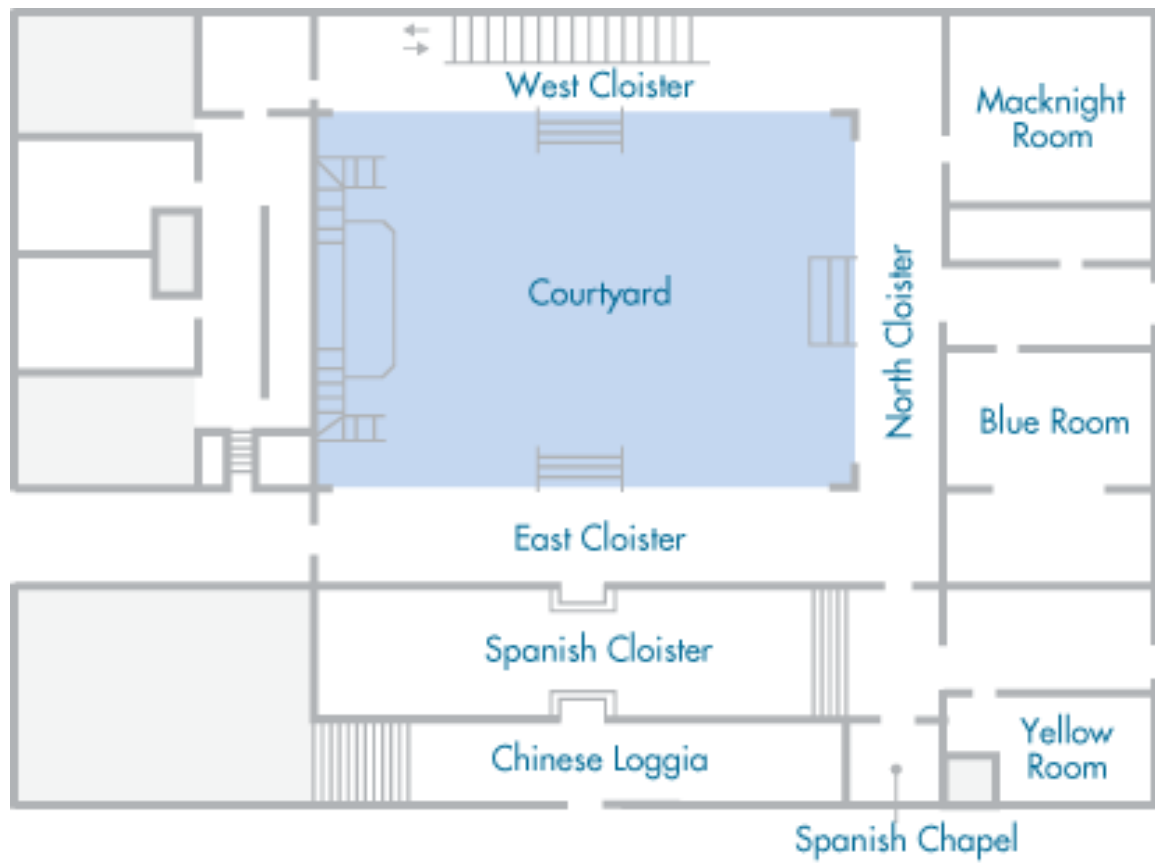 West Cloister
Macknight
Room
Courtyard
North Cloister
Blue Room
East Cloister
Spanish Cloister
Chinese Loggia
Yellow
Room
Spanish Chapel